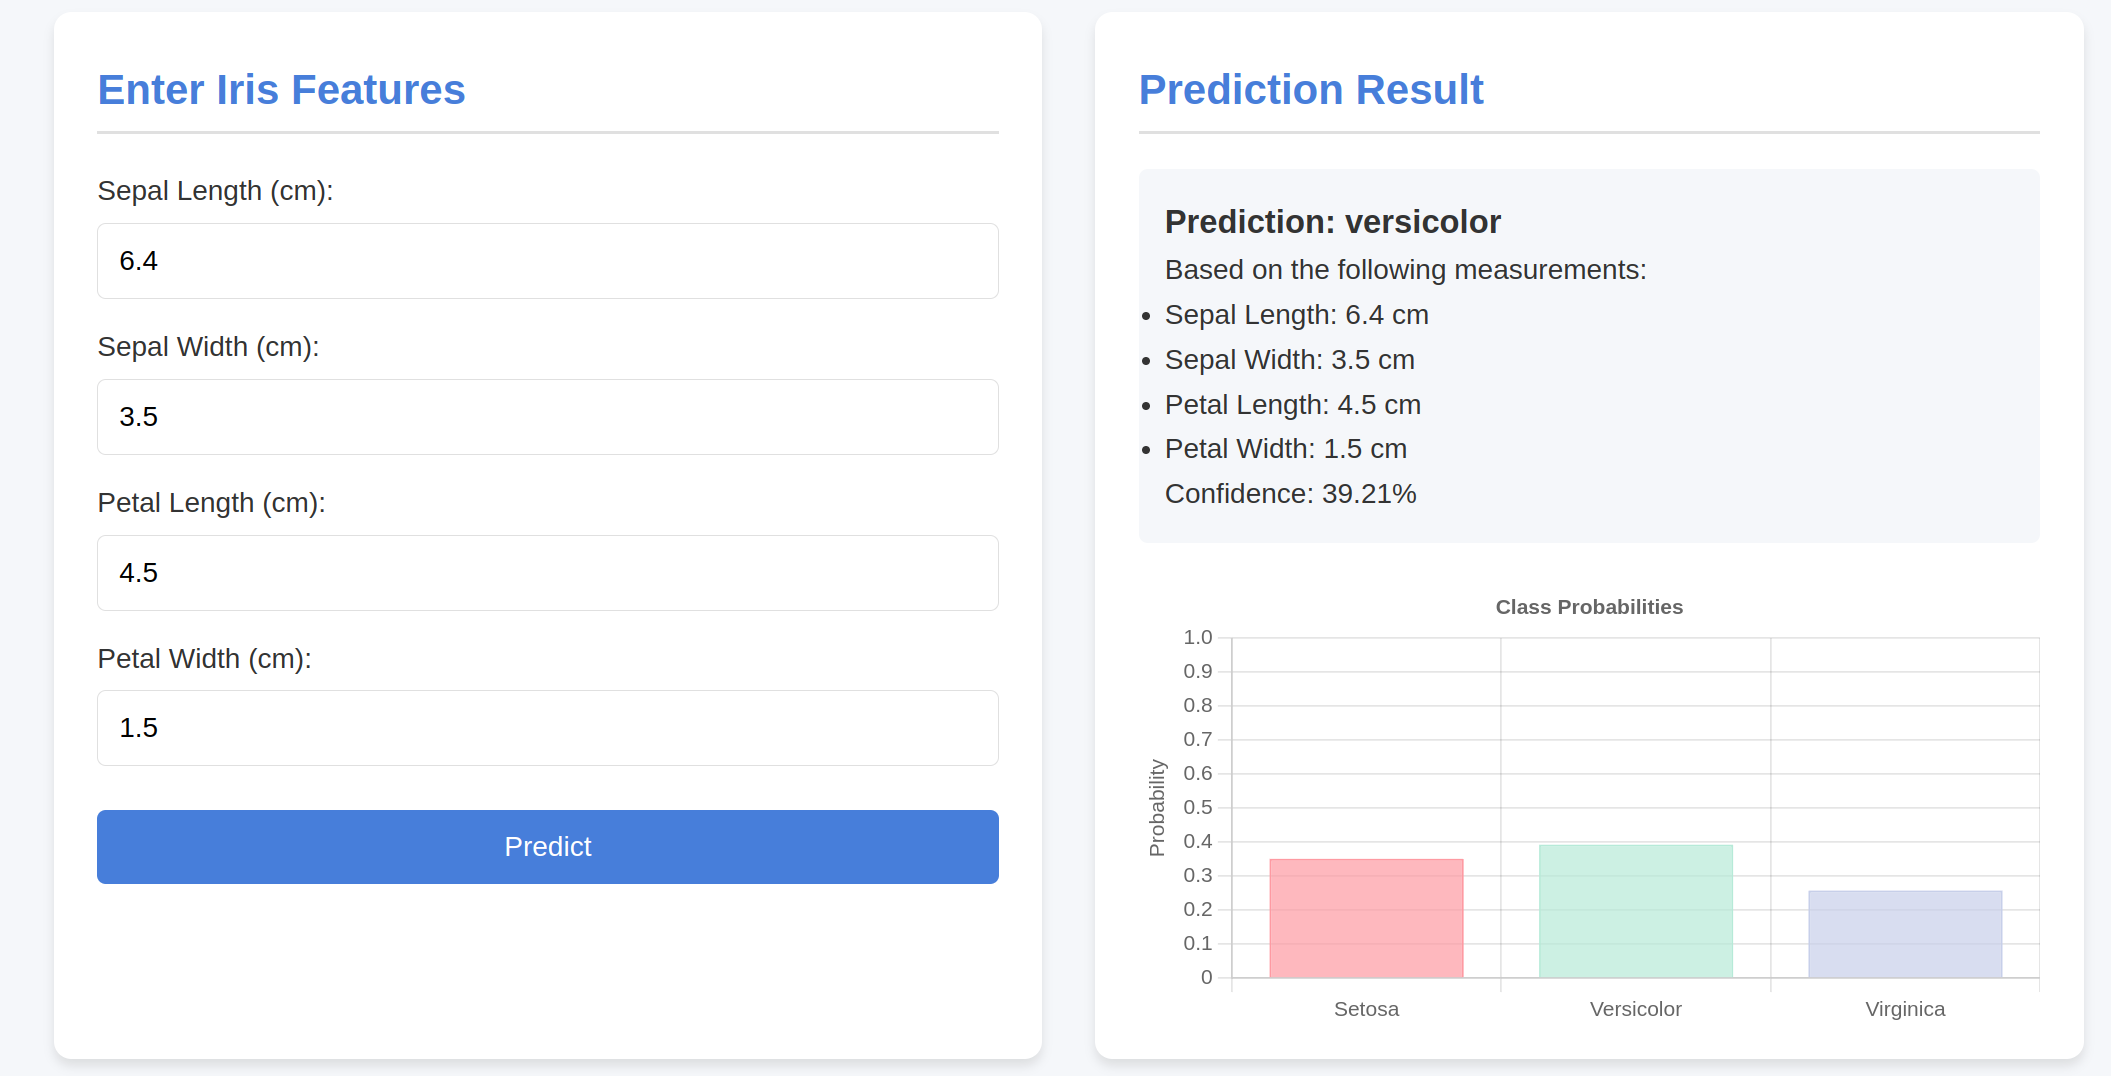 Enter Iris Features
Sepal Length (cm):
6.4
Sepal Width (cm):
3.5
Petal Length (cm):
4.5
Petal Width (cm):
1.5
Predict
Prediction Result
Prediction: versicolor
Based on the following measurements:
• Sepal Length: 6.4 cm
• Sepal Width: 3.5 cm
• Petal Length: 4.5 cm
• Petal Width: 1.5 cm
Confidence: 39.21%
Class Probabilities
Probability
1.0
0.9
0.8
0.7
0.6
0.5
0.4
0.3
0.2
0.1
0
Setosa Versicolor Virginica